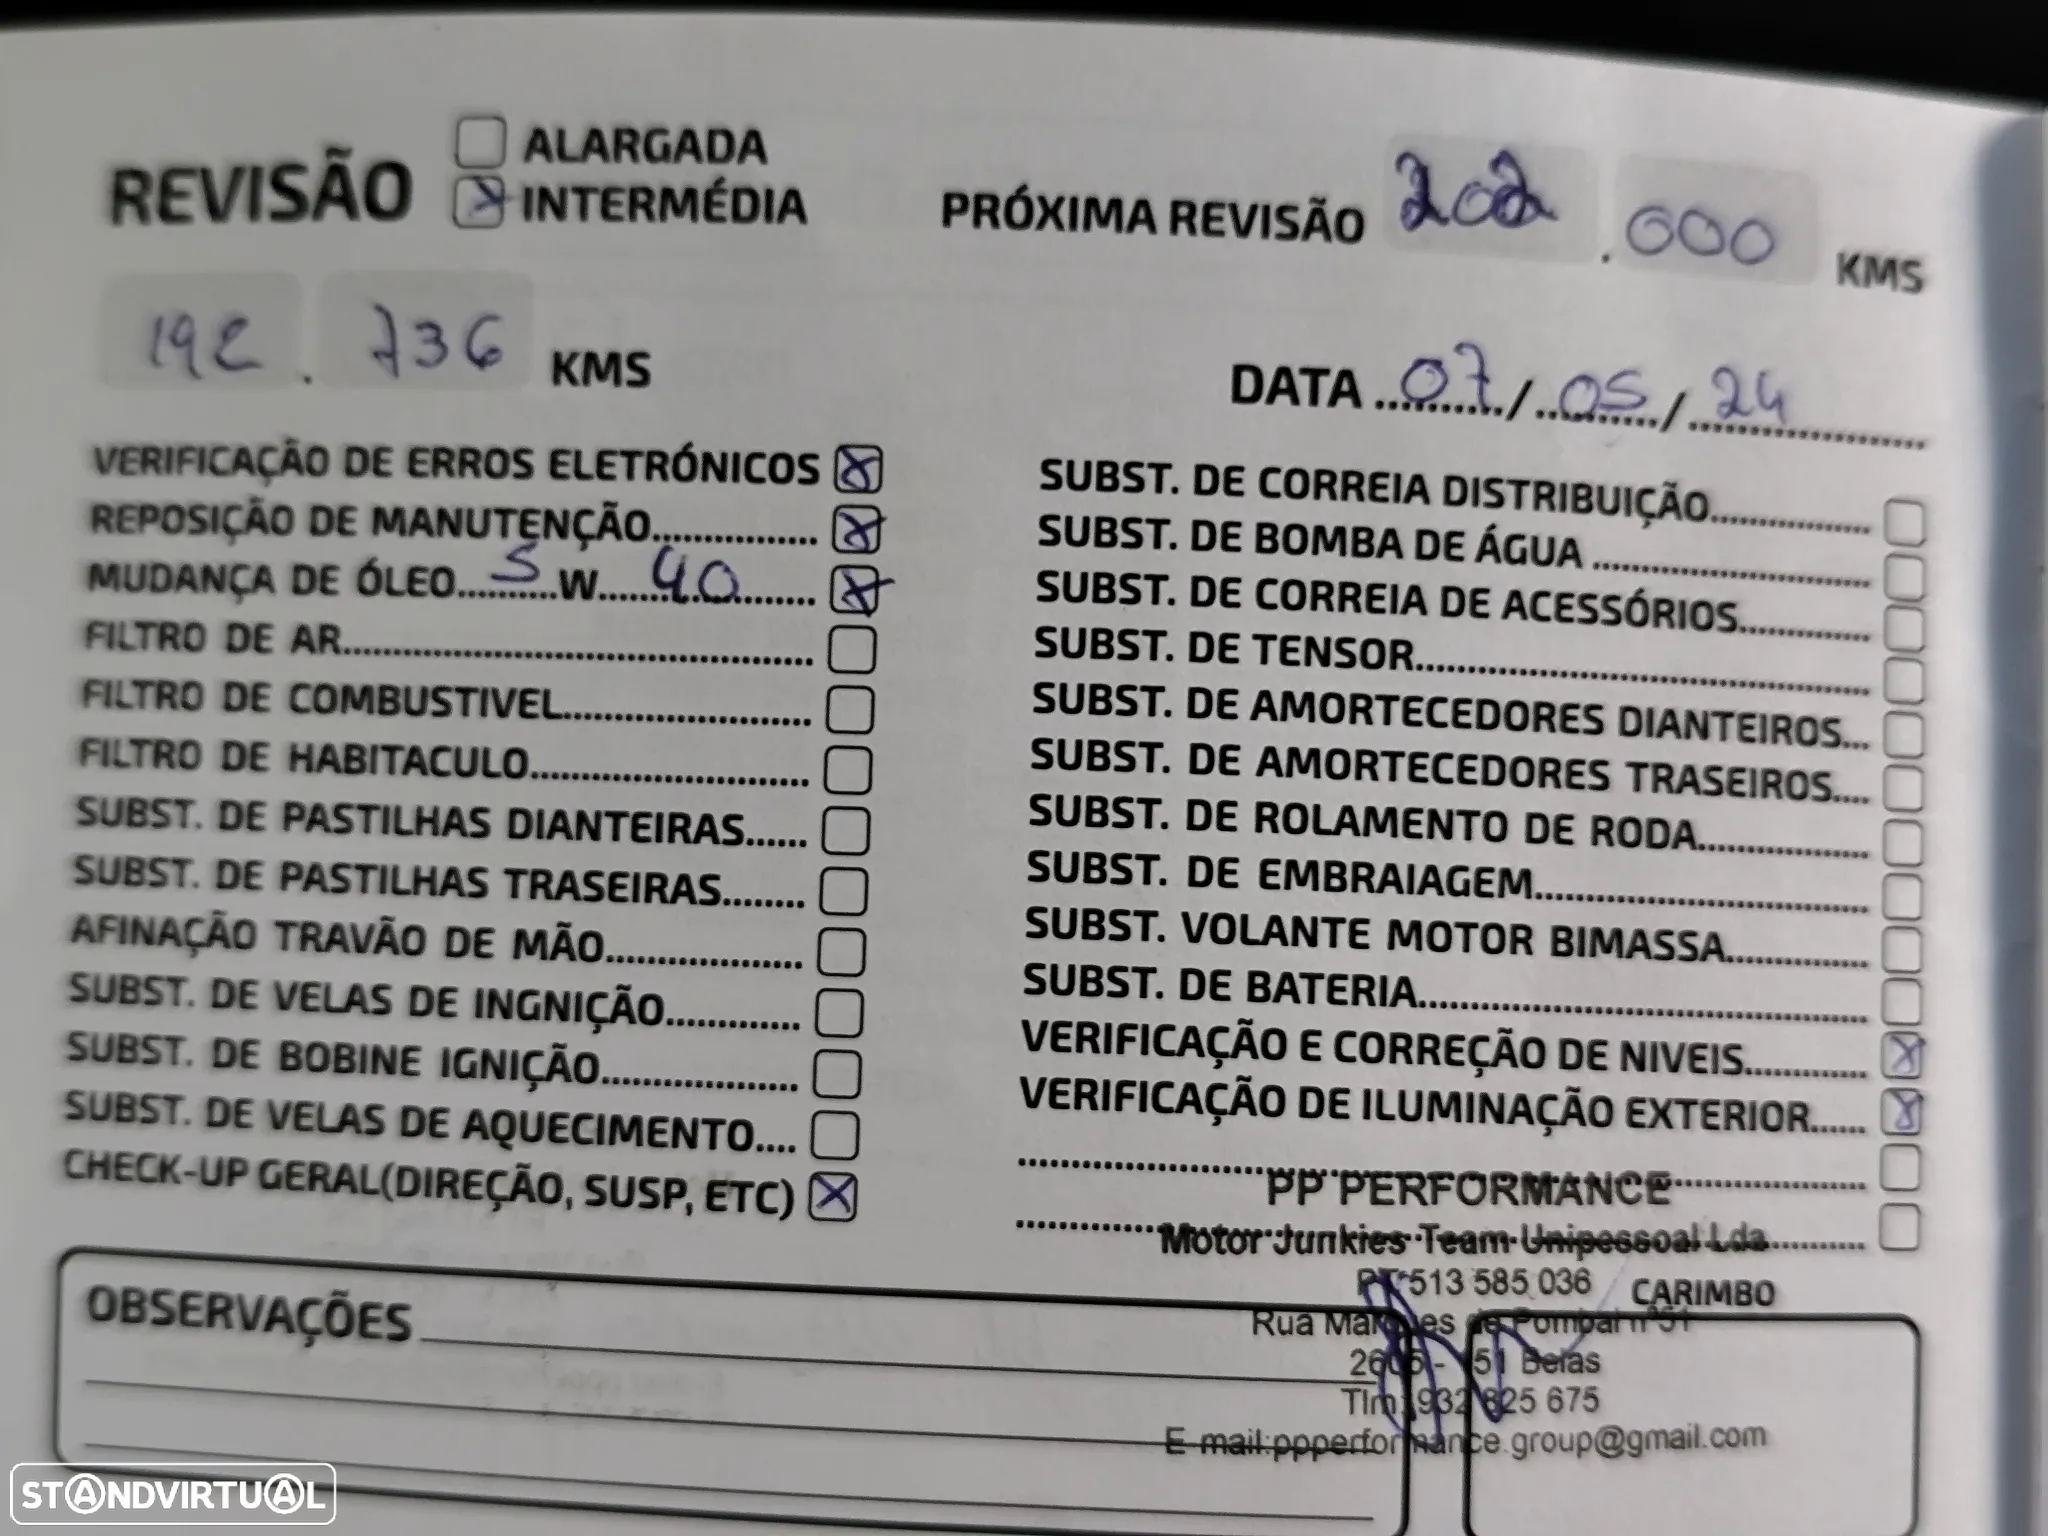 REVISÃO
ALARGADA
INTERMÉDIA
PRÓXIMA REVISÃO 202.000 KMS
192.736 KMS
DATA 07/05/24
VERIFICAÇÃO DE ERROS ELETRÓNICOS
REPOSIÇÃO DE MANUTENÇÃO
MUDANÇA DE ÓLEO 5 W 40
FILTRO DE AR
FILTRO DE COMBUSTIVEL
FILTRO DE HABITACULO
SUBST. DE PASTILHAS DIANTEIRAS
SUBST. DE PASTILHAS TRASEIRAS
AFINAÇÃO TRAVÃO DE MÃO
SUBST. DE VELAS DE INGNIÇÃO
SUBST. DE BOBINE IGNIÇÃO
SUBST. DE VELAS DE AQUECIMENTO
CHECK-UP GERAL(DIREÇÃO, SUSP, ETC)
SUBST. DE CORREIA DISTRIBUIÇÃO
SUBST. DE BOMBA DE ÁGUA
SUBST. DE CORREIA DE ACESSÓRIOS
SUBST. DE TENSOR
SUBST. DE AMORTECEDORES DIANTEIROS
SUBST. DE AMORTECEDORES TRASEIROS
SUBST. DE ROLAMENTO DE RODA
SUBST. DE EMBRAIAGEM
SUBST. VOLANTE MOTOR BIMASSA
SUBST. DE BATERIA
VERIFICAÇÃO E CORREÇÃO DE NIVEIS
VERIFICAÇÃO DE ILUMINAÇÃO EXTERIOR
PP PERFORMANCE
Motor Junkies Team Unipessoal Lda
513 585 036
CARIMBO
Rua Marques de Pombal nº51
Belas
Tlm: 932 825 675
E-mail:ppperformance.group@gmail.com
OBSERVAÇÕES
STANDVIRTUAL